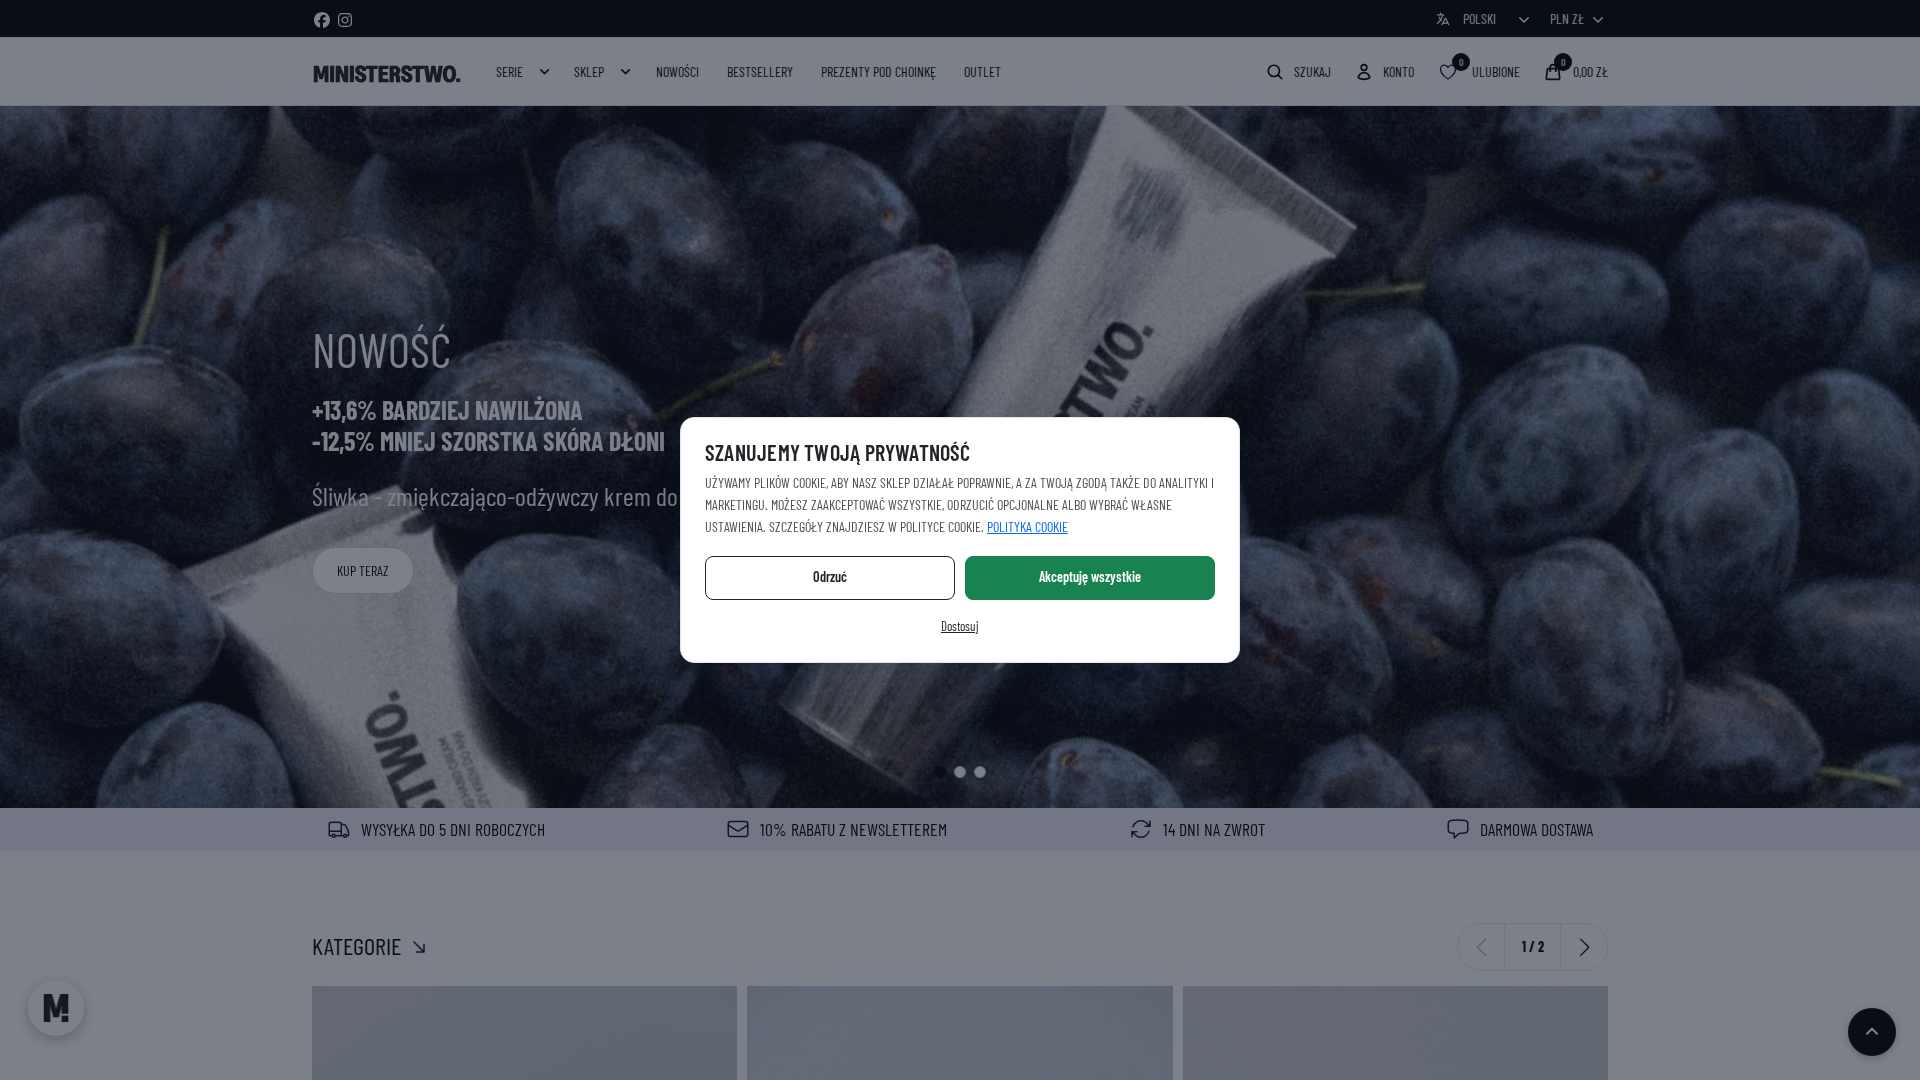 POLSKI
PLN ZŁ
MINISTERSTWO.
SERIE
SKLEP
NOWOŚCI
BESTSELLERY
PREZENTY POD CHOINKĘ
OUTLET
SZUKAJ
KONTO
0
ULUBIONE
0
0,00 ZŁ
NOWOŚĆ
+13,6% BARDZIEJ NAWILŻONA
-12,5% MNIEJ SZORSTKA SKÓRA DŁONI
Śliwka - zmiękczająco-odżywczy krem do
KUP TERAZ
SZANUJEMY TWOJĄ PRYWATNOŚĆ
UŻYWAMY PLIKÓW COOKIE, ABY NASZ SKLEP DZIAŁAŁ POPRAWNIE, A ZA TWOJĄ ZGODĄ TAKŻE DO ANALITYKI I
MARKETINGU. MOŻESZ ZAAKCEPTOWAĆ WSZYSTKIE, ODRZUCIĆ OPCJONALNE ALBO WYBRAĆ WŁASNE
USTAWIENIA. SZCZEGÓŁY ZNAJDZIESZ W POLITYCE COOKIE. POLITYKA COOKIE
Odrzuć
Akceptuję wszystkie
Dostosuj
WYSYŁKA DO 5 DNI ROBOCZYCH
10% RABATU Z NEWSLETTEREM
14 DNI NA ZWROT
DARMOWA DOSTAWA
KATEGORIE
1 / 2
M!